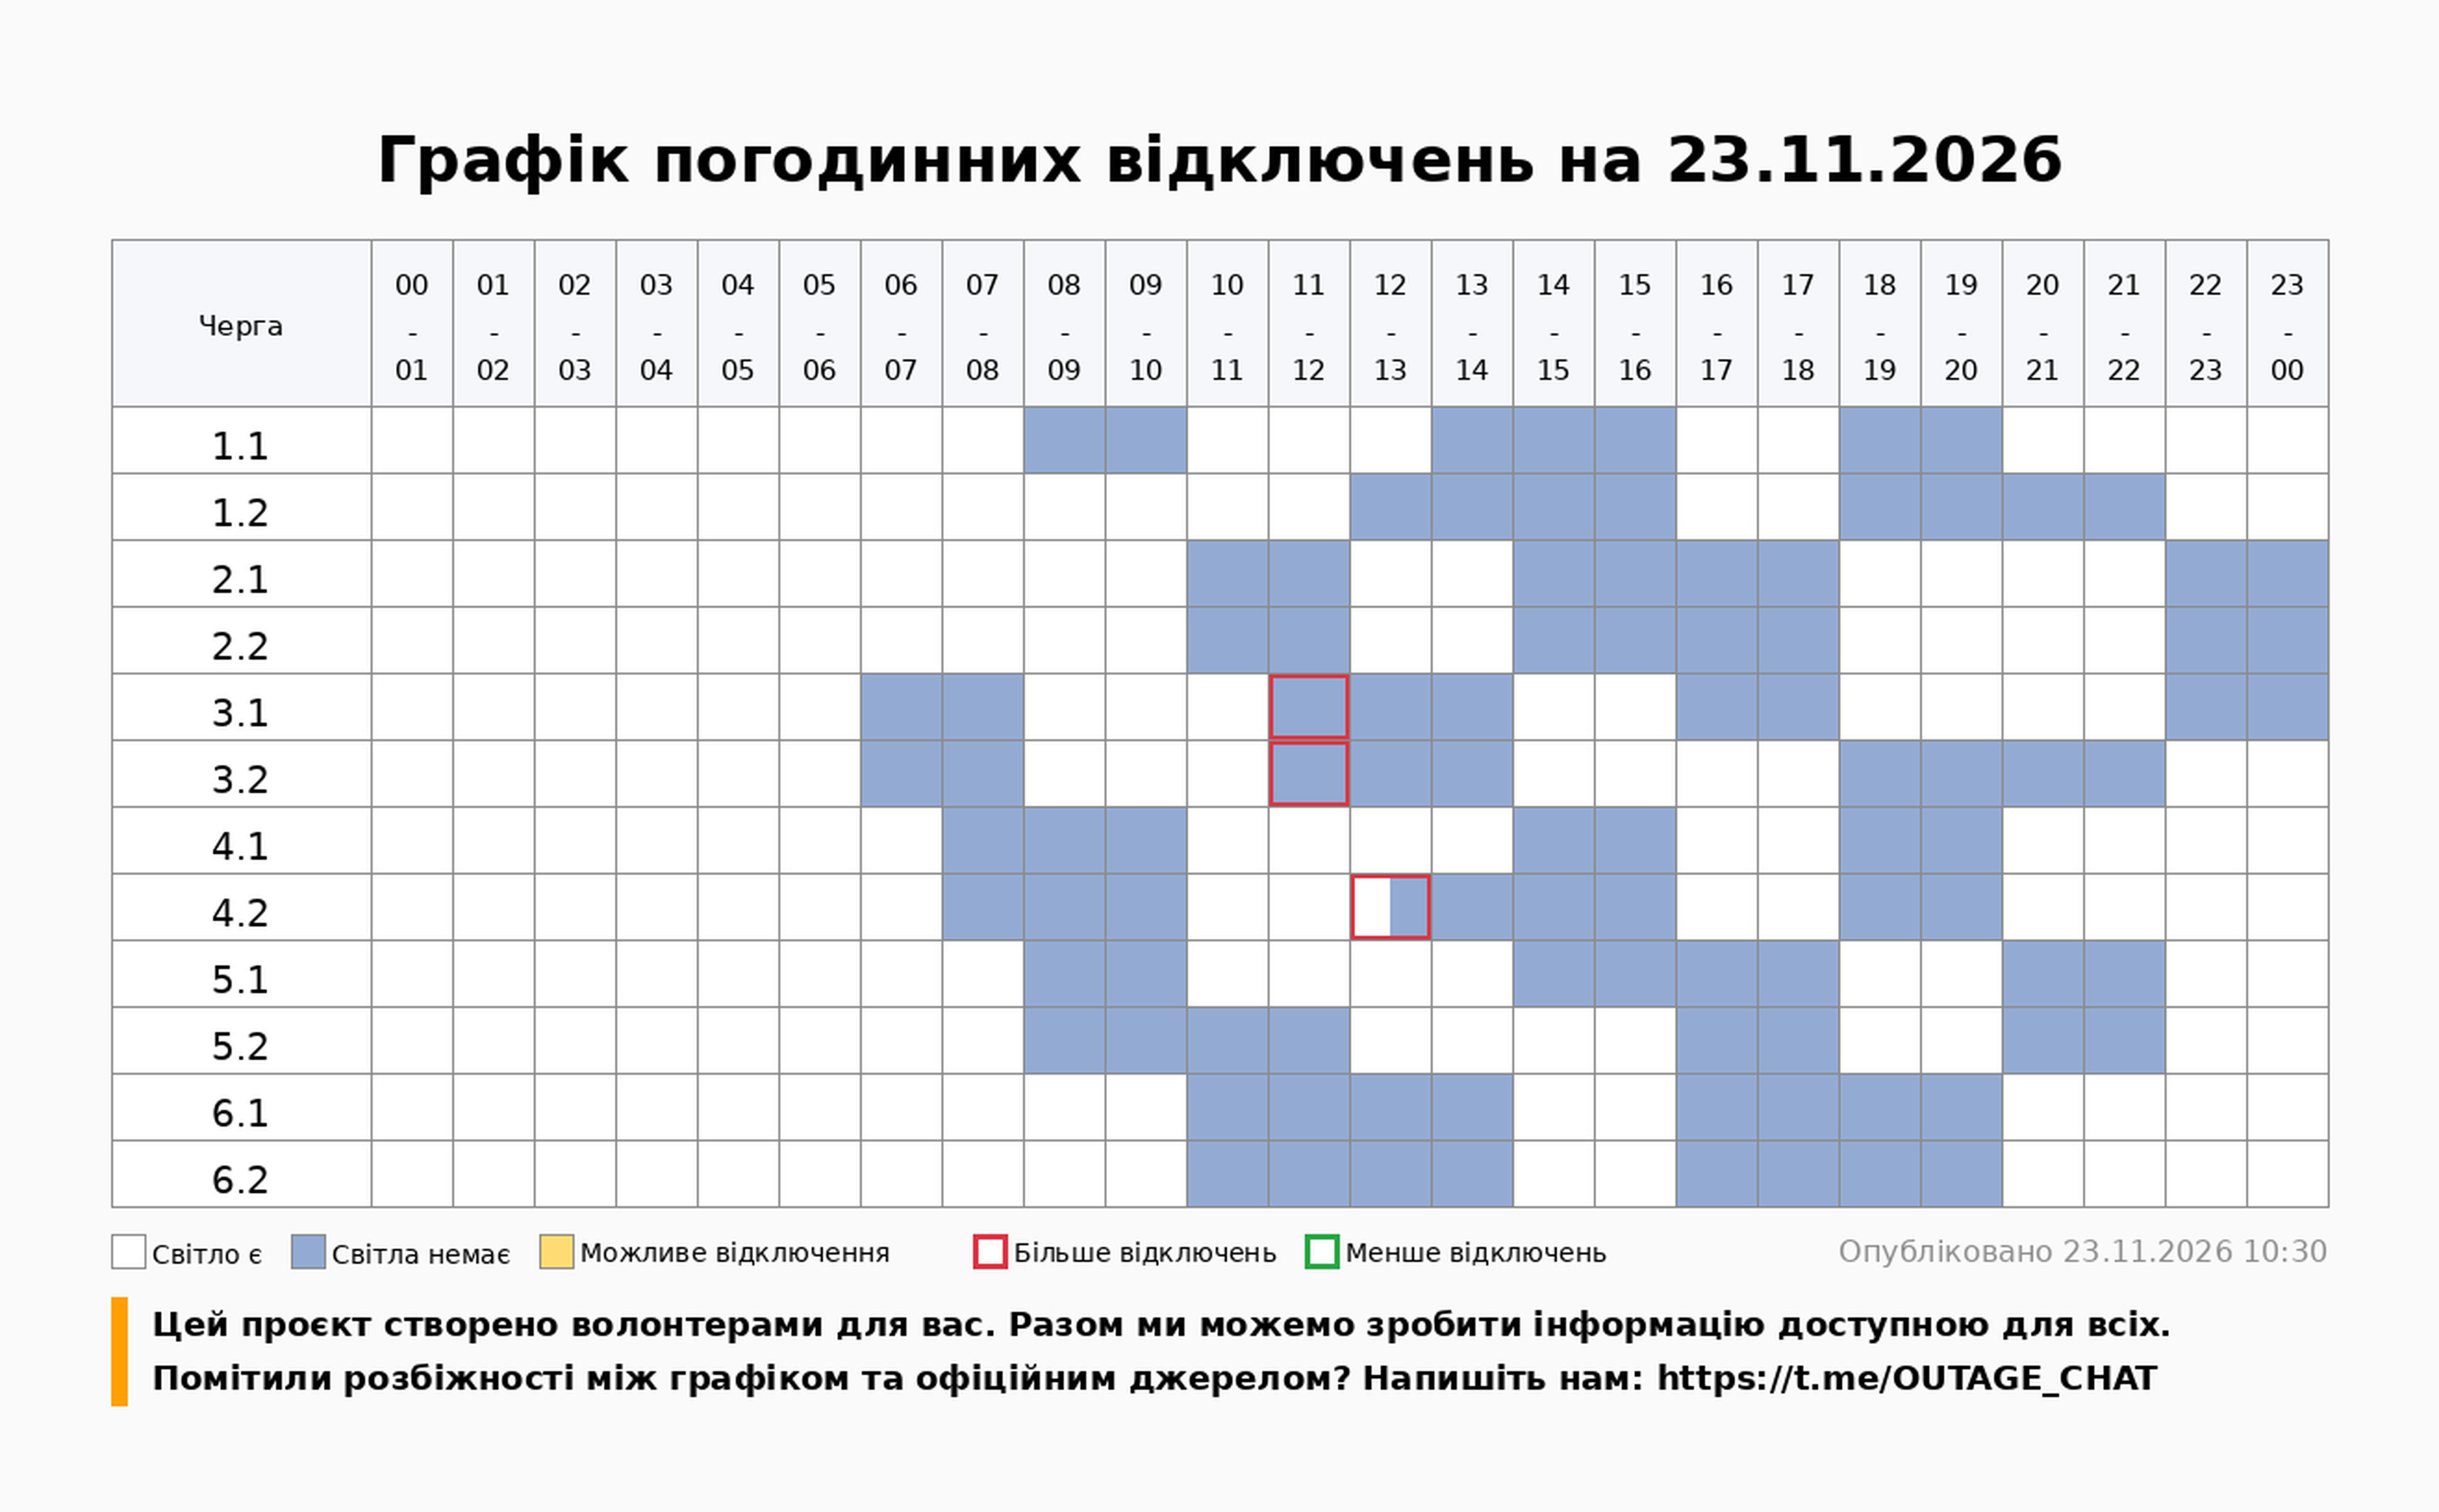 Графік погодинних відключень на 23.11.2026
Черга 00 - 01 01 - 02 02 - 03 03 - 04 04 - 05 05 - 06 06 - 07 07 - 08 08 - 09 09 - 10 10 - 11 11 - 12 12 - 13 13 - 14 14 - 15 15 - 16 16 - 17 17 - 18 18 - 19 19 - 20 20 - 21 21 - 22 22 - 23 23 - 00
1.1
1.2
2.1
2.2
3.1
3.2
4.1
4.2
5.1
5.2
6.1
6.2
Світло є Світла немає Можливе відключення Більше відключень Менше відключень Опубліковано 23.11.2026 10:30
Цей проєкт створено волонтерами для вас. Разом ми можемо зробити інформацію доступною для всіх.
Помітили розбіжності між графіком та офіційним джерелом? Напишіть нам: https://t.me/OUTAGE_CHAT